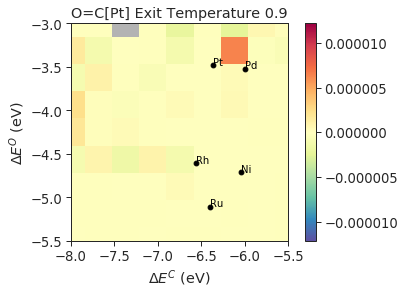 O=C[Pt] Exit Temperature 0.9
−3.0
−3.5
−4.0
−4.5
−5.0
−5.5
ΔE^O (eV)
Pt
Pd
Rh
Ni
Ru
−8.0 −7.5 −7.0 −6.5 −6.0 −5.5
ΔE^C (eV)
0.000010
0.000005
0.000000
−0.000005
−0.000010